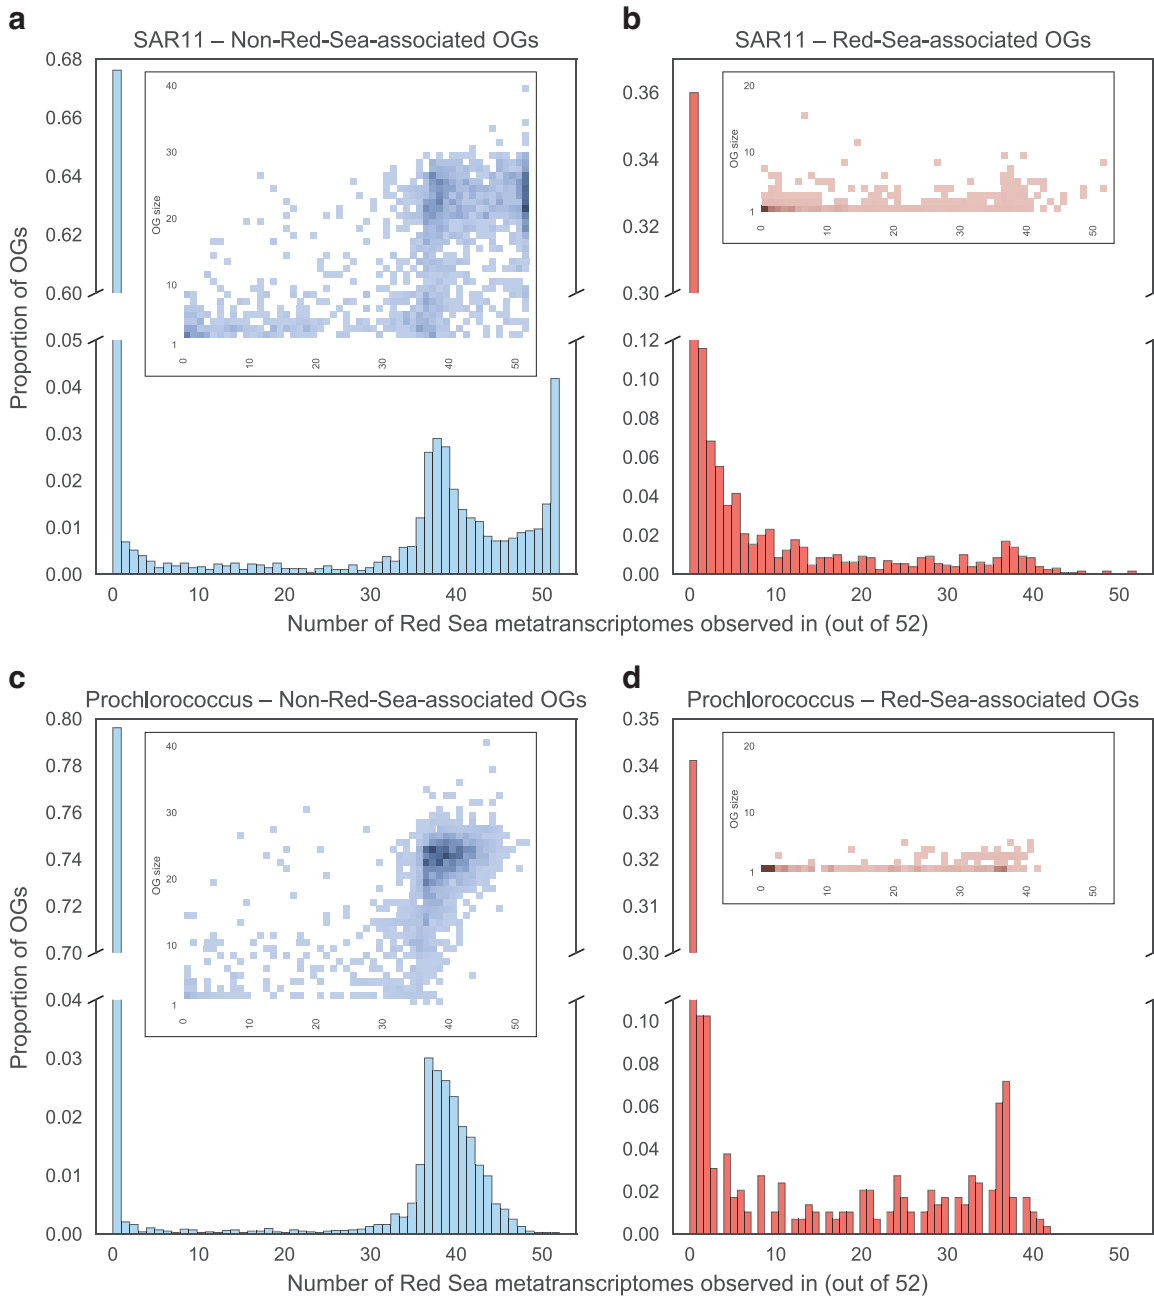 a
SAR11 – Non-Red-Sea-associated OGs
0.68
0.66
0.64
0.62
0.60
0.05
0.04
0.03
0.02
0.01
0.00
Proportion of OGs
40
30
20
10
1
OG size
0 10 20 30 40 50
0 10 20 30 40 50
b
SAR11 – Red-Sea-associated OGs
0.36
0.34
0.32
0.30
0.12
0.10
0.08
0.06
0.04
0.02
0.00
20
10
1
OG size
0 10 20 30 40 50
0 10 20 30 40 50
Number of Red Sea metatranscriptomes observed in (out of 52)
c
Prochlorococcus – Non-Red-Sea-associated OGs
0.80
0.78
0.76
0.74
0.72
0.70
0.04
0.03
0.02
0.01
0.00
Proportion of OGs
40
30
20
10
1
OG size
0 10 20 30 40 50
0 10 20 30 40 50
d
Prochlorococcus – Red-Sea-associated OGs
0.35
0.34
0.33
0.32
0.31
0.30
0.10
0.08
0.06
0.04
0.02
0.00
20
10
1
OG size
0 10 20 30 40 50
0 10 20 30 40 50
Number of Red Sea metatranscriptomes observed in (out of 52)